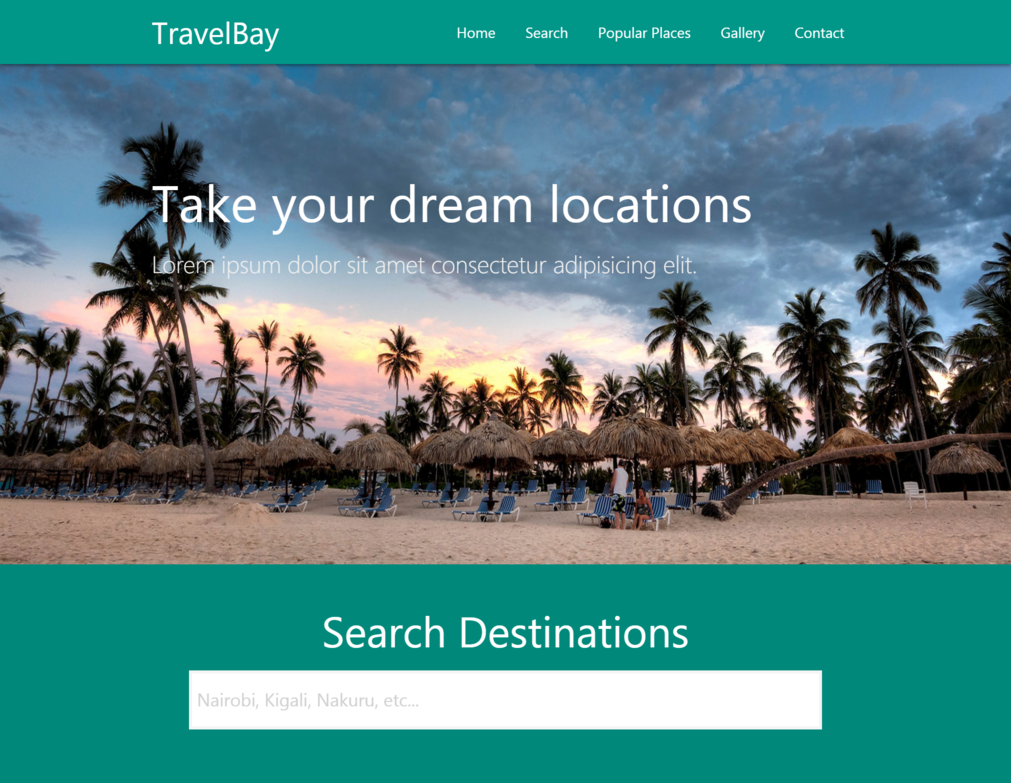 TravelBay
Home Search Popular Places Gallery Contact
Take your dream locations
Lorem ipsum dolor sit amet consectetur adipisicing elit.
Search Destinations
Nairobi, Kigali, Nakuru, etc...